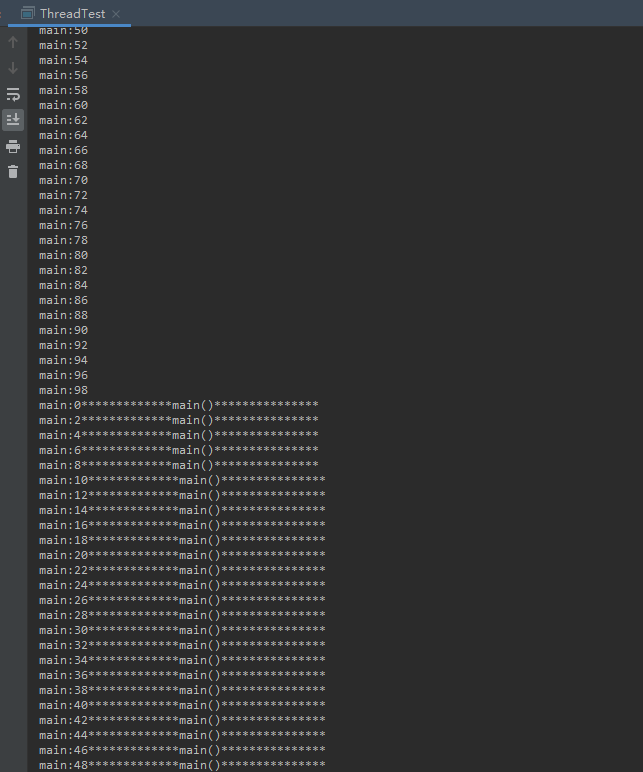 ThreadTest
main:50
main:52
main:54
main:56
main:58
main:60
main:62
main:64
main:66
main:68
main:70
main:72
main:74
main:76
main:78
main:80
main:82
main:84
main:86
main:88
main:90
main:92
main:94
main:96
main:98
main:0*************main()***************
main:2*************main()***************
main:4*************main()***************
main:6*************main()***************
main:8*************main()***************
main:10*************main()***************
main:12*************main()***************
main:14*************main()***************
main:16*************main()***************
main:18*************main()***************
main:20*************main()***************
main:22*************main()***************
main:24*************main()***************
main:26*************main()***************
main:28*************main()***************
main:30*************main()***************
main:32*************main()***************
main:34*************main()***************
main:36*************main()***************
main:38*************main()***************
main:40*************main()***************
main:42*************main()***************
main:44*************main()***************
main:46*************main()***************
main:48*************main()***************